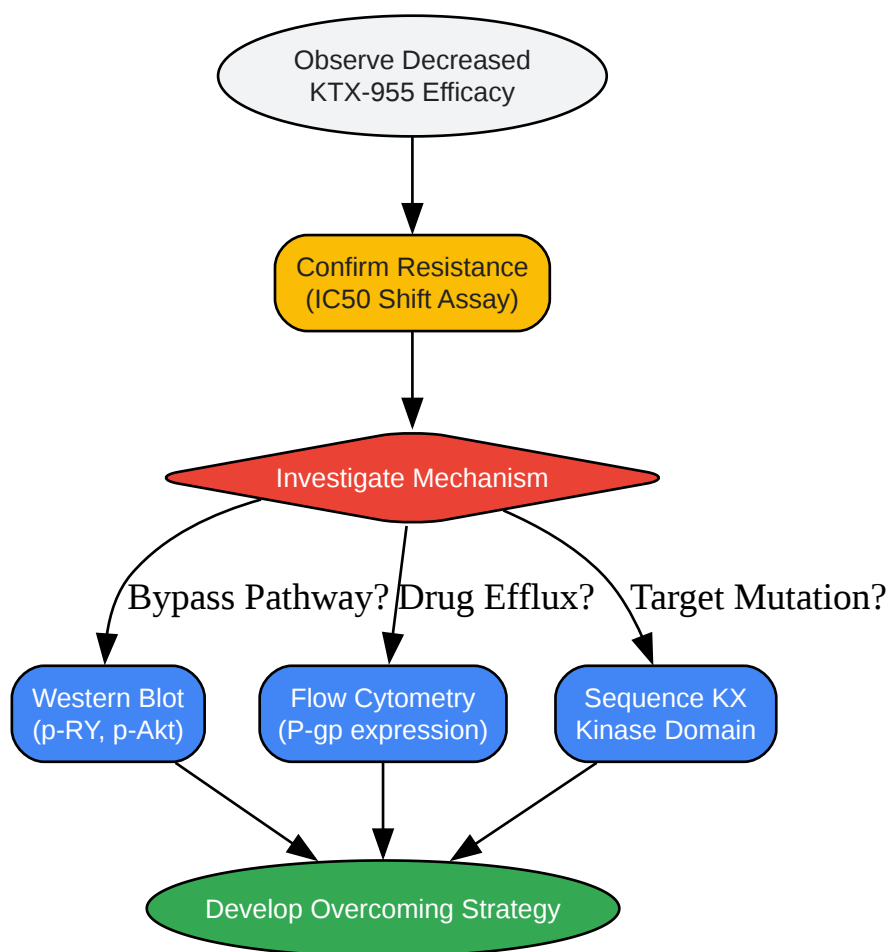 Observe Decreased
KTX-955 Efficacy
Confirm Resistance
(IC50 Shift Assay)
Investigate Mechanism
Bypass Pathway?
Drug Efflux?
Target Mutation?
Western Blot
(p-RY, p-Akt)
Flow Cytometry
(P-gp expression)
Sequence KX
Kinase Domain
Develop Overcoming Strategy